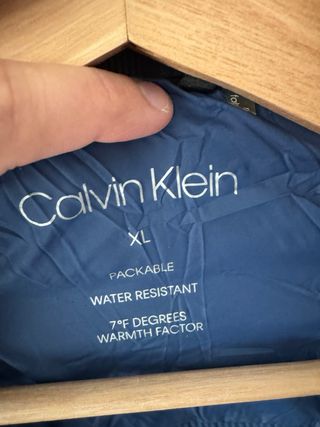 Calvin Klein
XL
PACKABLE
WATER RESISTANT
7°F DEGREES
WARMTH FACTOR